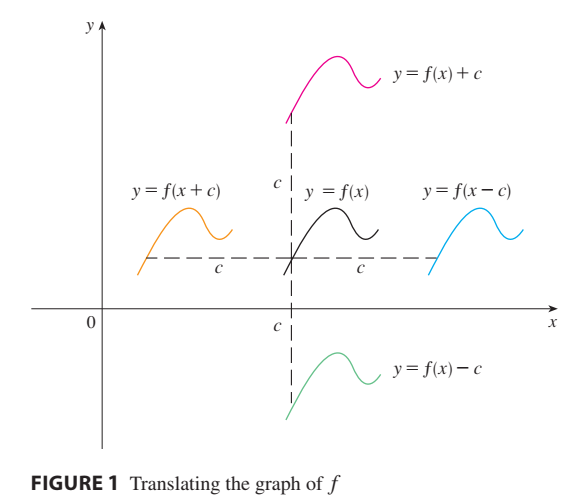 y
y = f(x) + c
c
y = f(x + c)
y = f(x)
y = f(x − c)
c
c
0
c
x
y = f(x) − c
FIGURE 1 Translating the graph of f